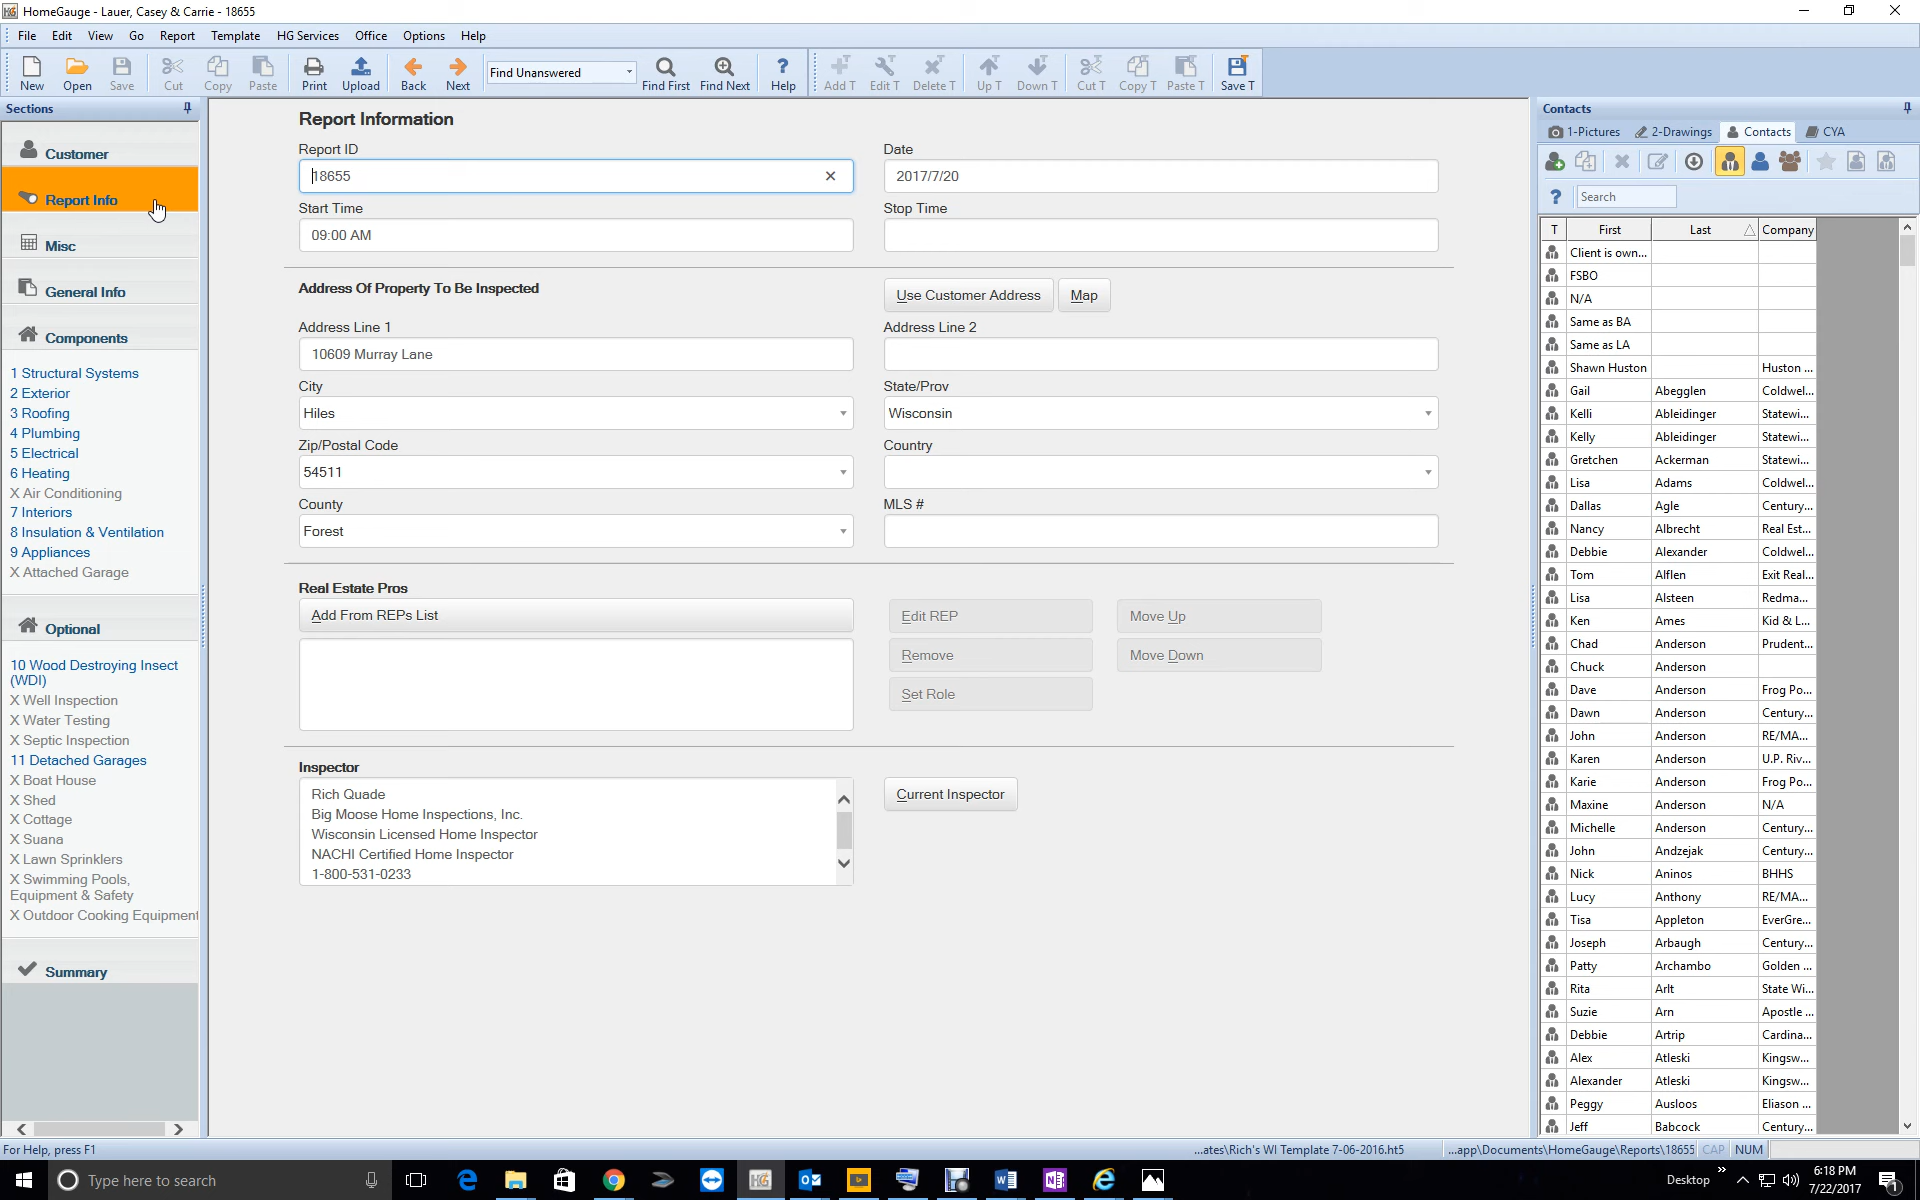 HomeGauge - Lauer, Casey & Carrie - 18655
File Edit View Go Report Template HG Services Office Options Help
New Open Save Cut Copy Paste Print Upload Back Next Find Unanswered Find First Find Next Help Add T Edit T Delete T Up T Down T Cut T Copy T Paste T Save T
Sections
Customer
Report Info
Misc
General Info
Components
1 Structural Systems
2 Exterior
3 Roofing
4 Plumbing
5 Electrical
6 Heating
X Air Conditioning
7 Interiors
8 Insulation & Ventilation
9 Appliances
X Attached Garage
Optional
10 Wood Destroying Insect
(WDI)
X Well Inspection
X Water Testing
X Septic Inspection
11 Detached Garages
X Boat House
X Shed
X Cottage
X Suana
X Lawn Sprinklers
X Swimming Pools,
Equipment & Safety
X Outdoor Cooking Equipment
Summary
Report Information
Report ID Date
18655 2017/7/20
Start Time Stop Time
09:00 AM
Address Of Property To Be Inspected Use Customer Address Map
Address Line 1 Address Line 2
10609 Murray Lane
City State/Prov
Hiles Wisconsin
Zip/Postal Code Country
54511
County MLS #
Forest
Real Estate Pros
Add From REPs List Edit REP Move Up
Remove Move Down
Set Role
Inspector
Rich Quade Current Inspector
Big Moose Home Inspections, Inc.
Wisconsin Licensed Home Inspector
NACHI Certified Home Inspector
1-800-531-0233
Contacts
1-Pictures 2-Drawings Contacts CYA
Search
T First Last Company
Client is own...
FSBO
N/A
Same as BA
Same as LA
Shawn Huston Huston ...
Gail Abegglen Coldwel...
Kelli Ableidinger Statewi...
Kelly Ableidinger Statewi...
Gretchen Ackerman Statewi...
Lisa Adams Coldwel...
Dallas Agle Century...
Nancy Albrecht Real Est...
Debbie Alexander Coldwel...
Tom Alflen Exit Real...
Lisa Alsteen Redma...
Ken Ames Kid & L...
Chad Anderson Prudent...
Chuck Anderson
Dave Anderson Frog Po...
Dawn Anderson Century...
John Anderson RE/MA...
Karen Anderson U.P. Riv...
Karie Anderson Frog Po...
Maxine Anderson N/A
Michelle Anderson Century...
John Andzejak Century...
Nick Aninos BHHS
Lucy Anthony RE/MA...
Tisa Appleton EverGre...
Joseph Arbaugh Century...
Patty Archambo Golden ...
Rita Arlt State Wi...
Suzie Arn Apostle ...
Debbie Artrip Cardina...
Alex Atleski Kingsw...
Alexander Atleski Kingsw...
Peggy Ausloos Eliason ...
Jeff Babcock Century...
For Help, press F1 ...ates\Rich's WI Template 7-06-2016.ht5 ...app\Documents\HomeGauge\Reports\18655 CAP NUM
Type here to search Desktop 6:18 PM
7/22/2017